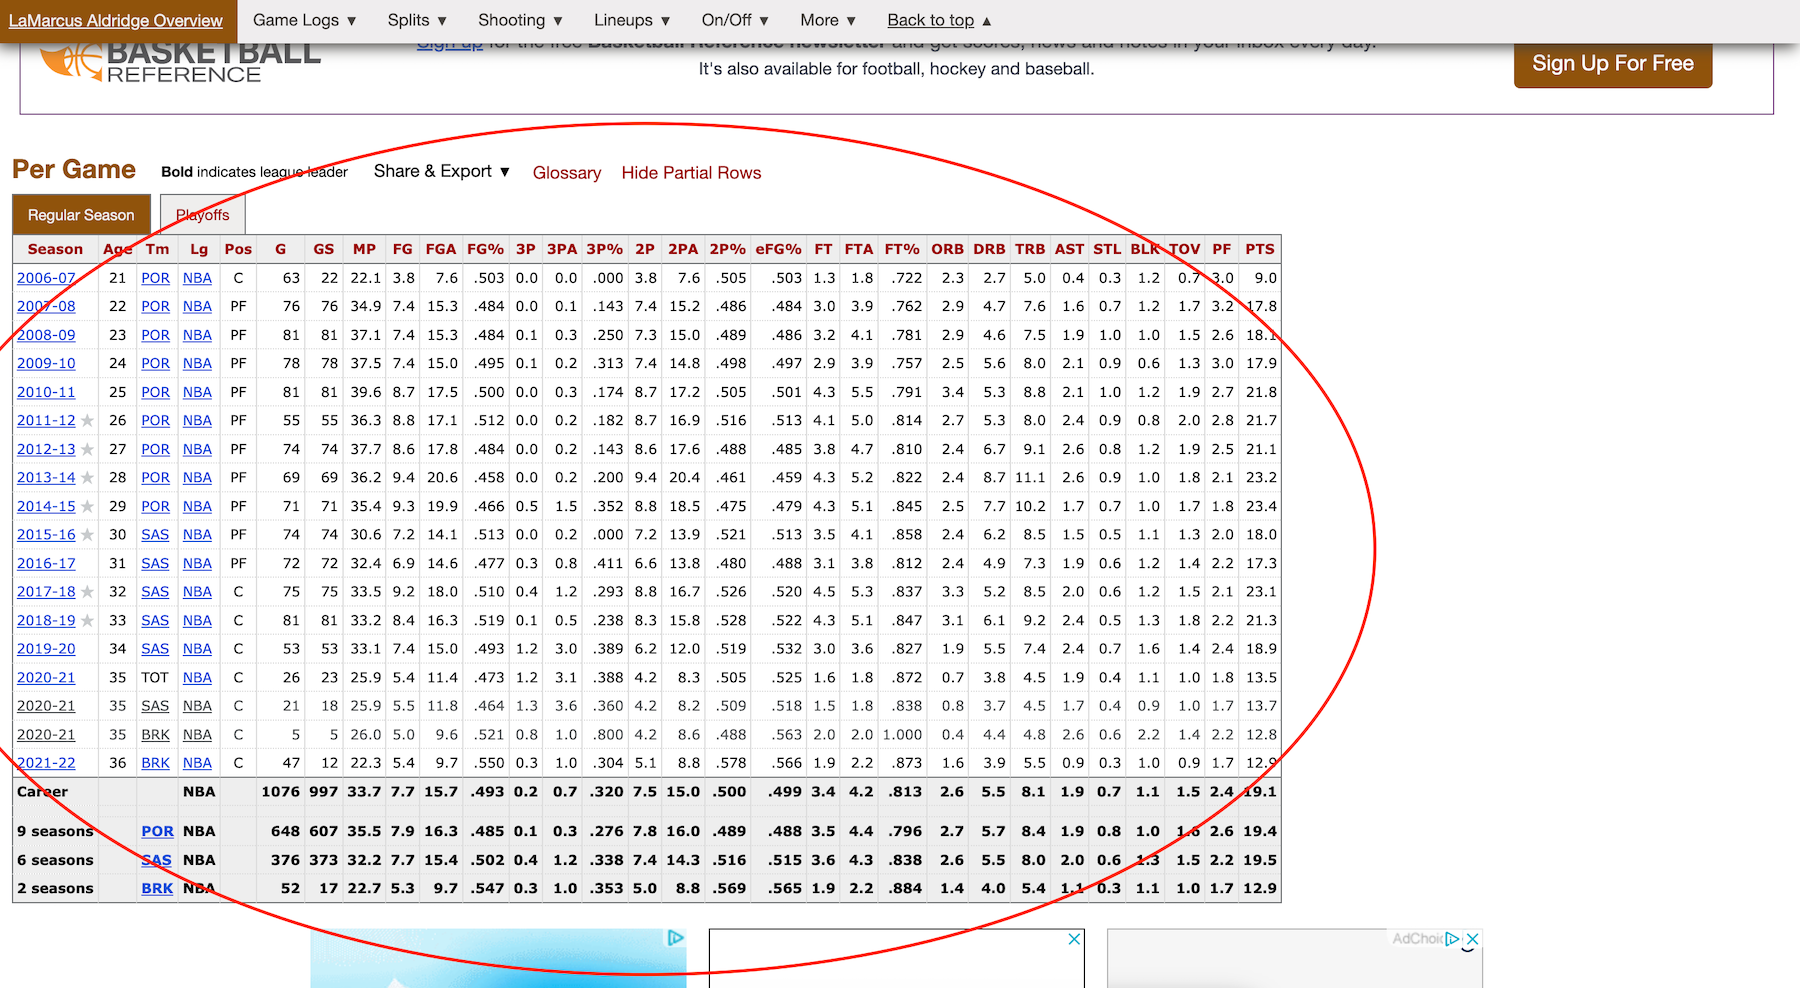 LaMarcus Aldridge Overview Game Logs ▼ Splits ▼ Shooting ▼ Lineups ▼ On/Off ▼ More ▼ Back to top ▲
BASKETBALL
REFERENCE
Sign up for the free Basketball Reference newsletter and get scores, news and notes in your inbox every day.
It's also available for football, hockey and baseball.
Sign Up For Free
Per Game Bold indicates league leader Share & Export ▼ Glossary Hide Partial Rows
Regular Season Playoffs
Season Age Tm Lg Pos G GS MP FG FGA FG% 3P 3PA 3P% 2P 2PA 2P% eFG% FT FTA FT% ORB DRB TRB AST STL BLK TOV PF PTS
2006-07 21 POR NBA C 63 22 22.1 3.8 7.6 .503 0.0 0.0 .000 3.8 7.6 .505 .503 1.3 1.8 .722 2.3 2.7 5.0 0.4 0.3 1.2 0.7 3.0 9.0
2007-08 22 POR NBA PF 76 76 34.9 7.4 15.3 .484 0.0 0.1 .143 7.4 15.2 .486 .484 3.0 3.9 .762 2.9 4.7 7.6 1.6 0.7 1.2 1.7 3.2 17.8
2008-09 23 POR NBA PF 81 81 37.1 7.4 15.3 .484 0.1 0.3 .250 7.3 15.0 .489 .486 3.2 4.1 .781 2.9 4.6 7.5 1.9 1.0 1.0 1.5 2.6 18.1
2009-10 24 POR NBA PF 78 78 37.5 7.4 15.0 .495 0.1 0.2 .313 7.4 14.8 .498 .497 2.9 3.9 .757 2.5 5.6 8.0 2.1 0.9 0.6 1.3 3.0 17.9
2010-11 25 POR NBA PF 81 81 39.6 8.7 17.5 .500 0.0 0.3 .174 8.7 17.2 .505 .501 4.3 5.5 .791 3.4 5.3 8.8 2.1 1.0 1.2 1.9 2.7 21.8
2011-12 ★ 26 POR NBA PF 55 55 36.3 8.8 17.1 .512 0.0 0.2 .182 8.7 16.9 .516 .513 4.1 5.0 .814 2.7 5.3 8.0 2.4 0.9 0.8 2.0 2.8 21.7
2012-13 ★ 27 POR NBA PF 74 74 37.7 8.6 17.8 .484 0.0 0.2 .143 8.6 17.6 .488 .485 3.8 4.7 .810 2.4 6.7 9.1 2.6 0.8 1.2 1.9 2.5 21.1
2013-14 ★ 28 POR NBA PF 69 69 36.2 9.4 20.6 .458 0.0 0.2 .200 9.4 20.4 .461 .459 4.3 5.2 .822 2.4 8.7 11.1 2.6 0.9 1.0 1.8 2.1 23.2
2014-15 ★ 29 POR NBA PF 71 71 35.4 9.3 19.9 .466 0.5 1.5 .352 8.8 18.5 .475 .479 4.3 5.1 .845 2.5 7.7 10.2 1.7 0.7 1.0 1.7 1.8 23.4
2015-16 ★ 30 SAS NBA PF 74 74 30.6 7.2 14.1 .513 0.0 0.2 .000 7.2 13.9 .521 .513 3.5 4.1 .858 2.4 6.2 8.5 1.5 0.5 1.1 1.3 2.0 18.0
2016-17 31 SAS NBA PF 72 72 32.4 6.9 14.6 .477 0.3 0.8 .411 6.6 13.8 .480 .488 3.1 3.8 .812 2.4 4.9 7.3 1.9 0.6 1.2 1.4 2.2 17.3
2017-18 ★ 32 SAS NBA C 75 75 33.5 9.2 18.0 .510 0.4 1.2 .293 8.8 16.7 .526 .520 4.5 5.3 .837 3.3 5.2 8.5 2.0 0.6 1.2 1.5 2.1 23.1
2018-19 ★ 33 SAS NBA C 81 81 33.2 8.4 16.3 .519 0.1 0.5 .238 8.3 15.8 .528 .522 4.3 5.1 .847 3.1 6.1 9.2 2.4 0.5 1.3 1.8 2.2 21.3
2019-20 34 SAS NBA C 53 53 33.1 7.4 15.0 .493 1.2 3.0 .389 6.2 12.0 .519 .532 3.0 3.6 .827 1.9 5.5 7.4 2.4 0.7 1.6 1.4 2.4 18.9
2020-21 35 TOT NBA C 26 23 25.9 5.4 11.4 .473 1.2 3.1 .388 4.2 8.3 .505 .525 1.6 1.8 .872 0.7 3.8 4.5 1.9 0.4 1.1 1.0 1.8 13.5
2020-21 35 SAS NBA C 21 18 25.9 5.5 11.8 .464 1.3 3.6 .360 4.2 8.2 .509 .518 1.5 1.8 .838 0.8 3.7 4.5 1.7 0.4 0.9 1.0 1.7 13.7
2020-21 35 BRK NBA C 5 5 26.0 5.0 9.6 .521 0.8 1.0 .800 4.2 8.6 .488 .563 2.0 2.0 1.000 0.4 4.4 4.8 2.6 0.6 2.2 1.4 2.2 12.8
2021-22 36 BRK NBA C 47 12 22.3 5.4 9.7 .550 0.3 1.0 .304 5.1 8.8 .578 .566 1.9 2.2 .873 1.6 3.9 5.5 0.9 0.3 1.0 0.9 1.7 12.9
Career NBA 1076 997 33.7 7.7 15.7 .493 0.2 0.7 .320 7.5 15.0 .500 .499 3.4 4.2 .813 2.6 5.5 8.1 1.9 0.7 1.1 1.5 2.4 19.1
9 seasons POR NBA 648 607 35.5 7.9 16.3 .485 0.1 0.3 .276 7.8 16.0 .489 .488 3.5 4.4 .796 2.7 5.7 8.4 1.9 0.8 1.0 1.6 2.6 19.4
6 seasons SAS NBA 376 373 32.2 7.7 15.4 .502 0.4 1.2 .338 7.4 14.3 .516 .515 3.6 4.3 .838 2.6 5.5 8.0 2.0 0.6 1.3 1.5 2.2 19.5
2 seasons BRK NBA 52 17 22.7 5.3 9.7 .547 0.3 1.0 .353 5.0 8.8 .569 .565 1.9 2.2 .884 1.4 4.0 5.4 1.1 0.3 1.1 1.0 1.7 12.9